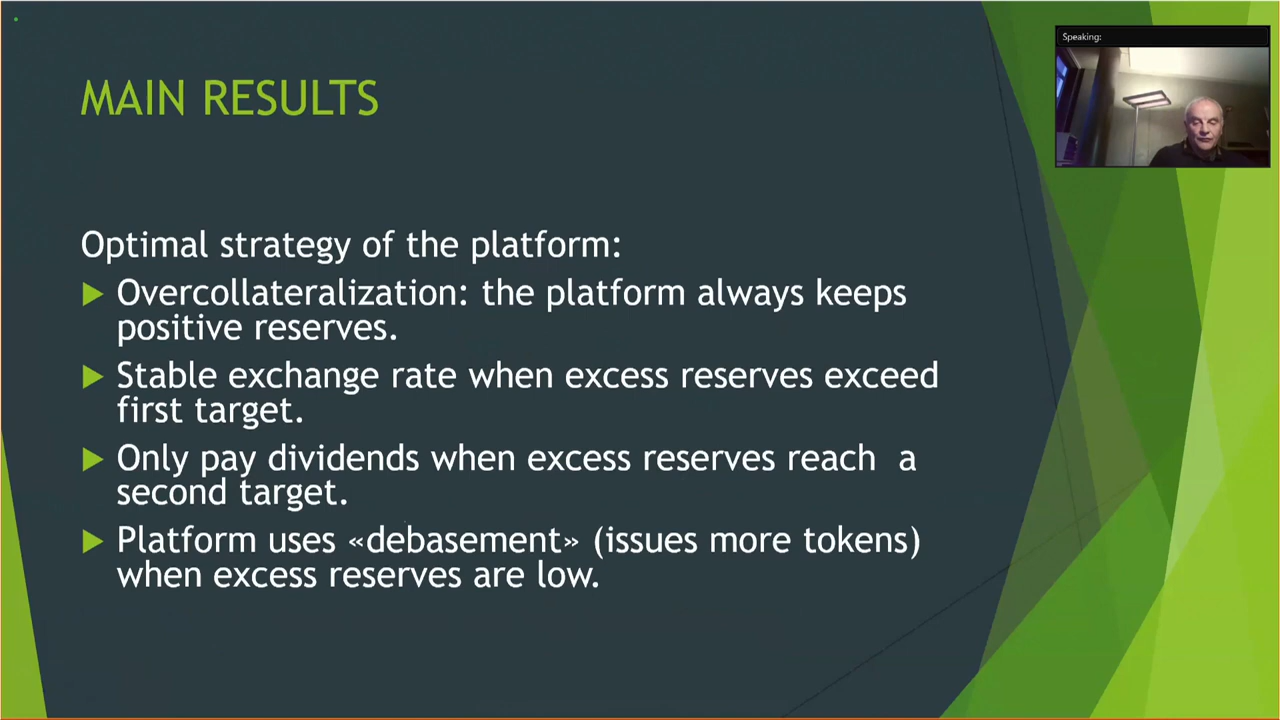 Speaking:
MAIN RESULTS
Optimal strategy of the platform:
Overcollateralization: the platform always keeps
positive reserves.
Stable exchange rate when excess reserves exceed
first target.
Only pay dividends when excess reserves reach a
second target.
Platform uses «debasement» (issues more tokens)
when excess reserves are low.